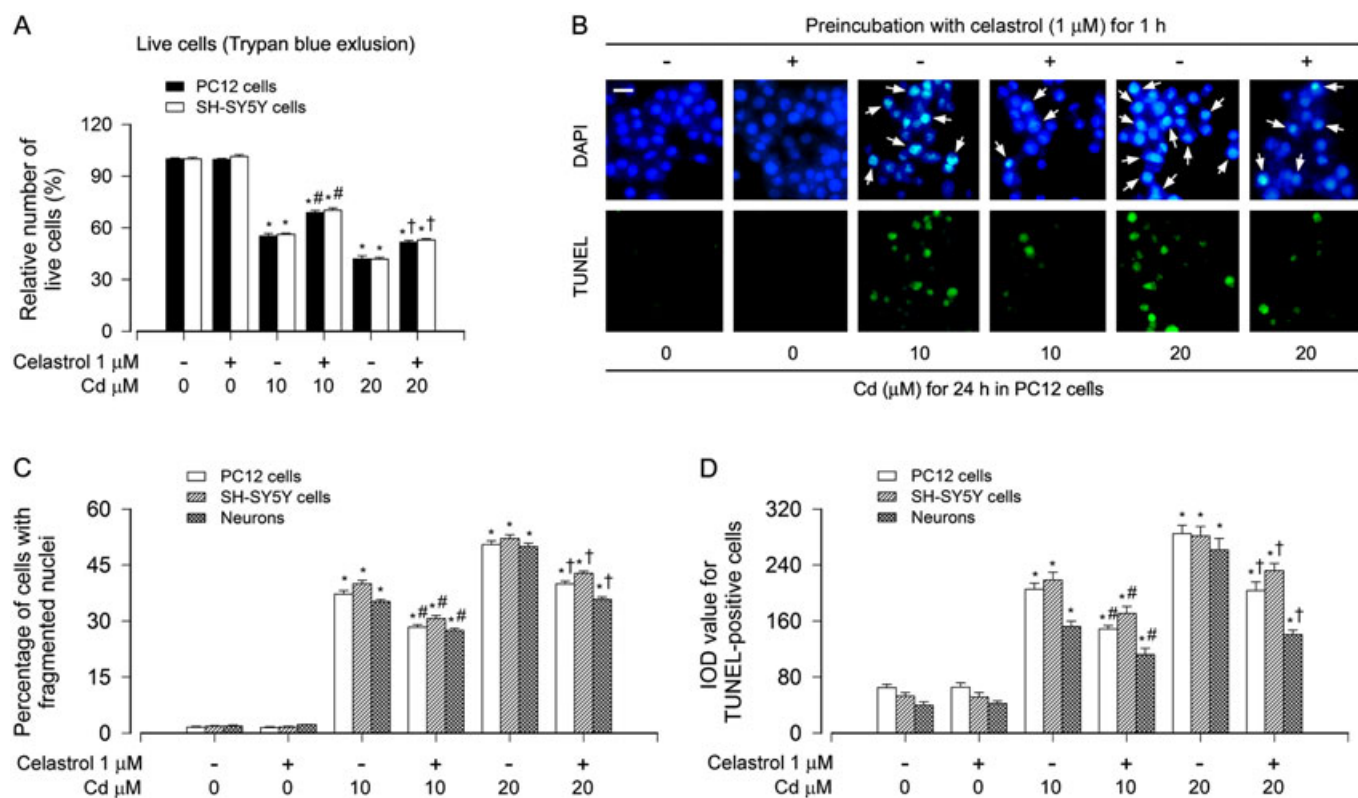 A
Live cells (Trypan blue exlusion)
PC12 cells
SH-SY5Y cells
Relative number of
live cells (%)
120
90
60
30
0
* * *# *# * * *† *†
Celastrol 1 μM - + - + - +
Cd μM 0 0 10 10 20 20
B
Preincubation with celastrol (1 μM) for 1 h
- + - + - +
DAPI
TUNEL
0 0 10 10 20 20
Cd (μM) for 24 h in PC12 cells
C
PC12 cells
SH-SY5Y cells
Neurons
Percentage of cells with
fragmented nuclei
60
45
30
15
0
* * * *# *# *# * * * *† *† *†
Celastrol 1 μM - + - + - +
Cd μM 0 0 10 10 20 20
D
PC12 cells
SH-SY5Y cells
Neurons
IOD value for
TUNEL-positive cells
320
240
160
80
0
* * * *# *# *# * * * *† *† *†
Celastrol 1 μM - + - + - +
Cd μM 0 0 10 10 20 20